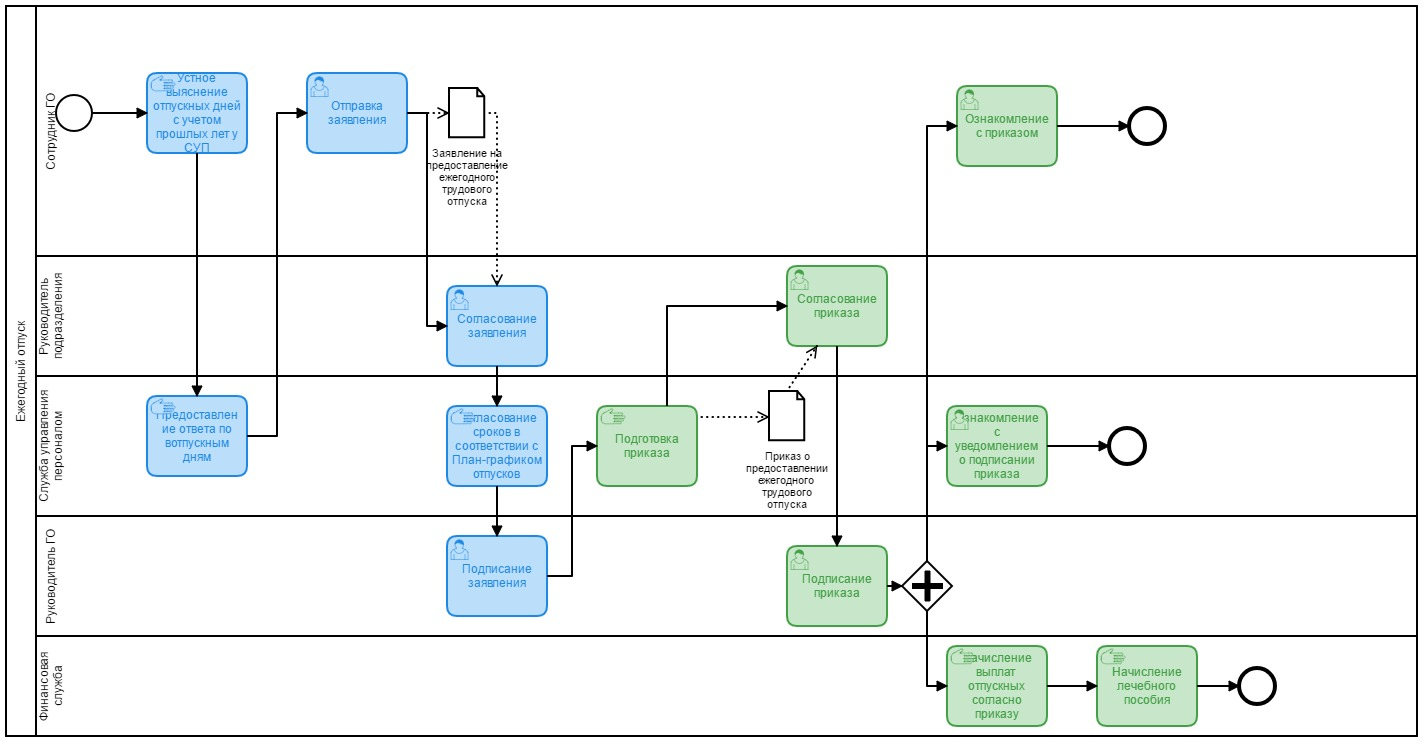 Ежегодный отпуск
Сотрудник ГО
Устное
выяснение
отпускных дней
с учетом
прошлых лет у
СУП
Отправка
заявления
Заявление на
предоставление
ежегодного
трудового
отпуска
Ознакомление
с приказом
Руководитель
подразделения
Согласование
заявления
Согласование
приказа
Служба управления
персоналом
Предоставлен
ие ответа по
вотпускным
дням
Согласование
сроков в
соответствии с
План-графиком
отпусков
Подготовка
приказа
Приказ о
предоставлении
ежегодного
трудового
отпуска
Ознакомление
с
уведомлением
о подписании
приказа
Руководитель ГО
Подписание
заявления
Подписание
приказа
Финансовая
служба
Начисление
выплат
отпускных
согласно
приказу
Начисление
лечебного
пособия